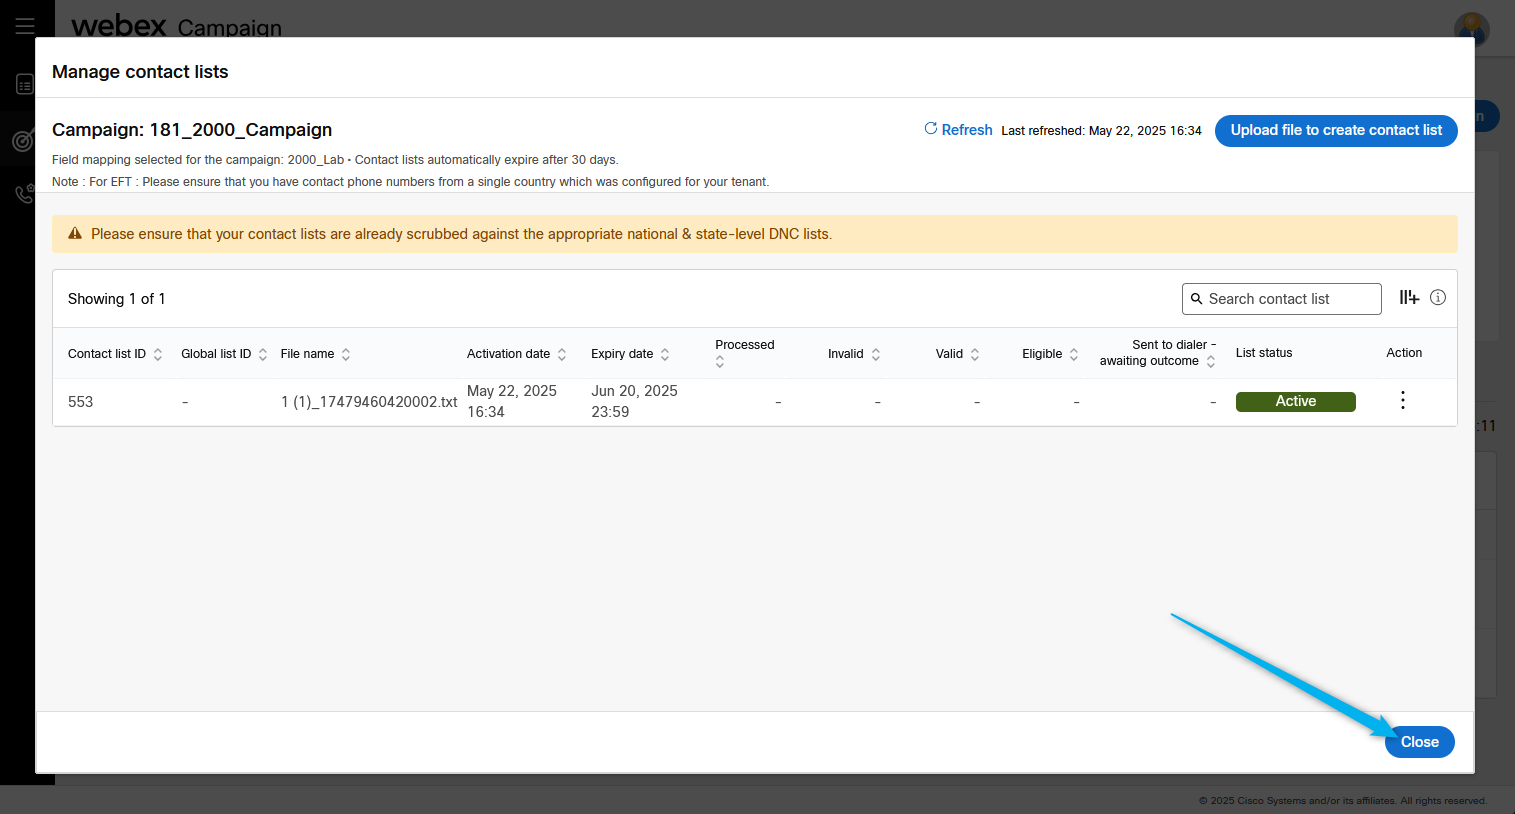 webex Campaign
Manage contact lists
Campaign: 181_2000_Campaign
Refresh Last refreshed: May 22, 2025 16:34 Upload file to create contact list
Field mapping selected for the campaign: 2000_Lab • Contact lists automatically expire after 30 days.
Note : For EFT : Please ensure that you have contact phone numbers from a single country which was configured for your tenant.
Please ensure that your contact lists are already scrubbed against the appropriate national & state-level DNC lists.
Showing 1 of 1
Search contact list
Contact list ID Global list ID File name Activation date Expiry date Processed Invalid Valid Eligible Sent to dialer - awaiting outcome List status Action
553 - 1 (1)_17479460420002.txt May 22, 2025 16:34 Jun 20, 2025 23:59 - - - - - Active
:11
Close
© 2025 Cisco Systems and/or its affiliates. All rights reserved.